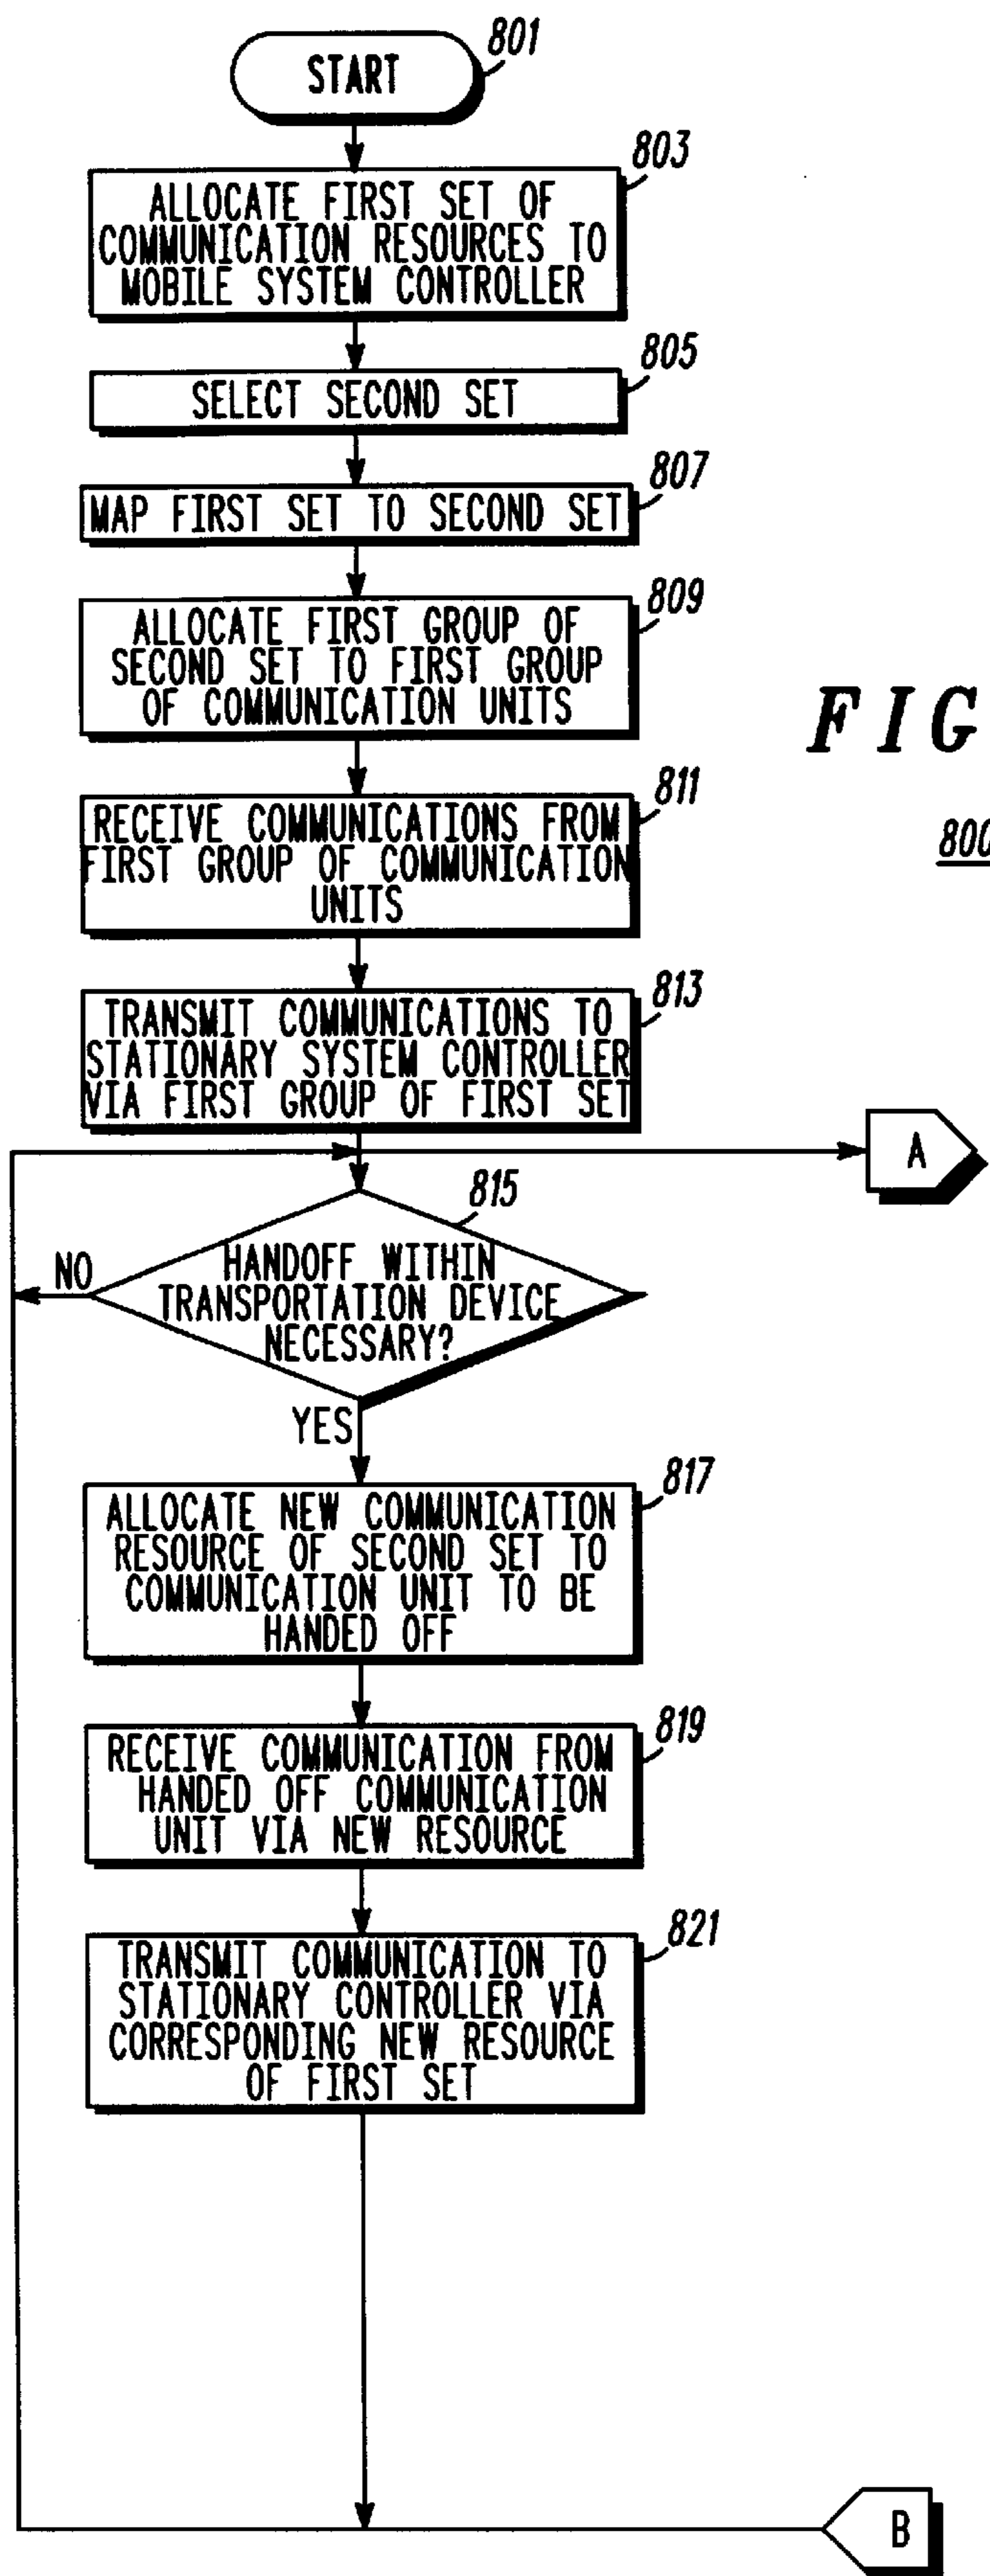 START
801
803
ALLOCATE FIRST SET OF
COMMUNICATION RESOURCES TO
MOBILE SYSTEM CONTROLLER
805
SELECT SECOND SET
807
MAP FIRST SET TO SECOND SET
809
ALLOCATE FIRST GROUP OF
SECOND SET TO FIRST GROUP
OF COMMUNICATION UNITS
FIG
800
811
RECEIVE COMMUNICATIONS FROM
FIRST GROUP OF COMMUNICATION
UNITS
813
TRANSMIT COMMUNICATIONS TO
STATIONARY SYSTEM CONTROLLER
VIA FIRST GROUP OF FIRST SET
A
815
HANDOFF WITHIN
TRANSPORTATION DEVICE
NECESSARY?
NO
YES
817
ALLOCATE NEW COMMUNICATION
RESOURCE OF SECOND SET TO
COMMUNICATION UNIT TO BE
HANDED OFF
819
RECEIVE COMMUNICATION FROM
HANDED OFF COMMUNICATION
UNIT VIA NEW RESOURCE
821
TRANSMIT COMMUNICATION TO
STATIONARY CONTROLLER VIA
CORRESPONDING NEW RESOURCE
OF FIRST SET
B